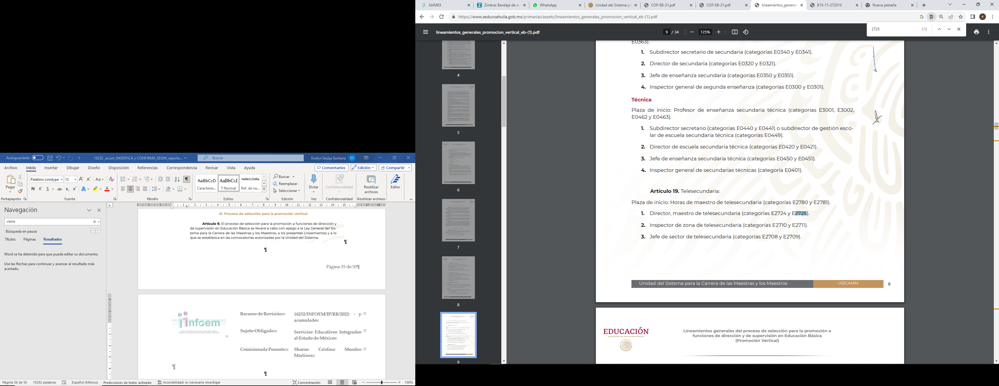 Autoguardado
16232 _acum_MODIFICA y CONFIRMA_SEIEM_reporte...
Buscar
Evelyn Souza Santana
ES
Archivo Inicio Insertar Dibujar Diseño Disposición Referencias Correspondencia Revisar Vista Ayuda
Comentarios Edición Compartir
Pegar
Palatino Linotype 12
N K S ab x₂ x²
AaBbCcD AaBbCcI AaBbCcDdEe
Caracteres... ¶ Normal Ref. de no...
Buscar
Reemplazar
Seleccionar
Dictar
Confidencialidad
Reutilizar archivos
Editor
Portapapeles Fuente Párrafo Estilos Edición Voz Confidencialidad Reutilizar archivos
Navegación
cierre
Búsqueda en pausa
Títulos Páginas Resultados
Word se ha detenido para que pueda editar su documento.
Use las flechas para continuar y avanzar al resultado más
acertado.
III. Proceso de selección para la promoción vertical
Artículo 9. El proceso de selección para la promoción a funciones de dirección y
de supervisión en Educación Básica se llevará a cabo con apego a la Ley General del Sis-
tema para la Carrera de las Maestras y los Maestros, a los presentes Lineamientos y a lo
que se establezca en las convocatorias autorizadas por la Unidad del Sistema.
¶
¶
Página·35·de·50¶
infoem
Recurso·de·Revisión:¤ 16232/INFOEM/IP/RR/2022· · y· ¤
acumulado¤
Sujeto·Obligado:¤ Servicios· Educativos· Integrados· ¤
al·Estado·de·México¤
Comisionada·Ponente:¤ Sharon· Cristina· Morales· ¤
Martínez¤
¶
¶
Página 36 de 50 10292 palabras Español (México) Predicciones de texto: activado Accesibilidad: es necesario investigar Concentración 100%
SAIMEX
Zimbra: Bandeja de en
WhatsApp
Unidad del Sistema pa
COP-EB-21.pdf
COP-EB-21.pdf
lineamientos_generale
B15-11-2T2013
Nueva pestaña
https://www.seducoahuila.gob.mx/primarias/assets/lineamientos_generales_promocion_vertical_eb-(1).pdf
e
lineamientos_generales_promocion_vertical_eb-(1).pdf
9 / 34
125%
2725 1/3
4
5
6
7
8
9
E0363).
1. Subdirector secretario de secundaria (categorías E0340 y E0341).
2. Director de secundaria (categorías E0320 y E0321).
3. Jefe de enseñanza secundaria (categorías E0350 y E0351).
4. Inspector general de segunda enseñanza (categorías E0300 y E0301).
Técnica
Plaza de inicio: Profesor de enseñanza secundaria técnica (categorías E3001, E3002,
E0462 y E0463).
1. Subdirector secretario (categorías E0440 y E0441) o subdirector de gestión esco-
lar de escuela secundaria técnica (categorías E0449).
2. Director de escuela secundaria técnica (categorías E0420 y E0421).
3. Jefe de enseñanza secundaria técnica (categorías E0450 y E0451).
4. Inspector general de secundarias técnicas (categoría E0401).
Artículo 19. Telesecundaria:
Plaza de inicio: Horas de maestro de telesecundaria (categorías E2780 y E2781).
1. Director, maestro de telesecundaria (categorías E2724 y E2725).
2. Inspector de zona de telesecundaria (categorías E2710 y E2711).
3. Jefe de sector de telesecundaria (categorías E2708 y E2709).
Unidad del Sistema para la Carrera de las Maestras y los Maestros
USICAMM
9
EDUCACIÓN
SECRETARÍA DE EDUCACIÓN PÚBLICA
Lineamientos generales del proceso de selección para la promoción a
funciones de dirección y de supervisión en Educación Básica
(Promoción Vertical)